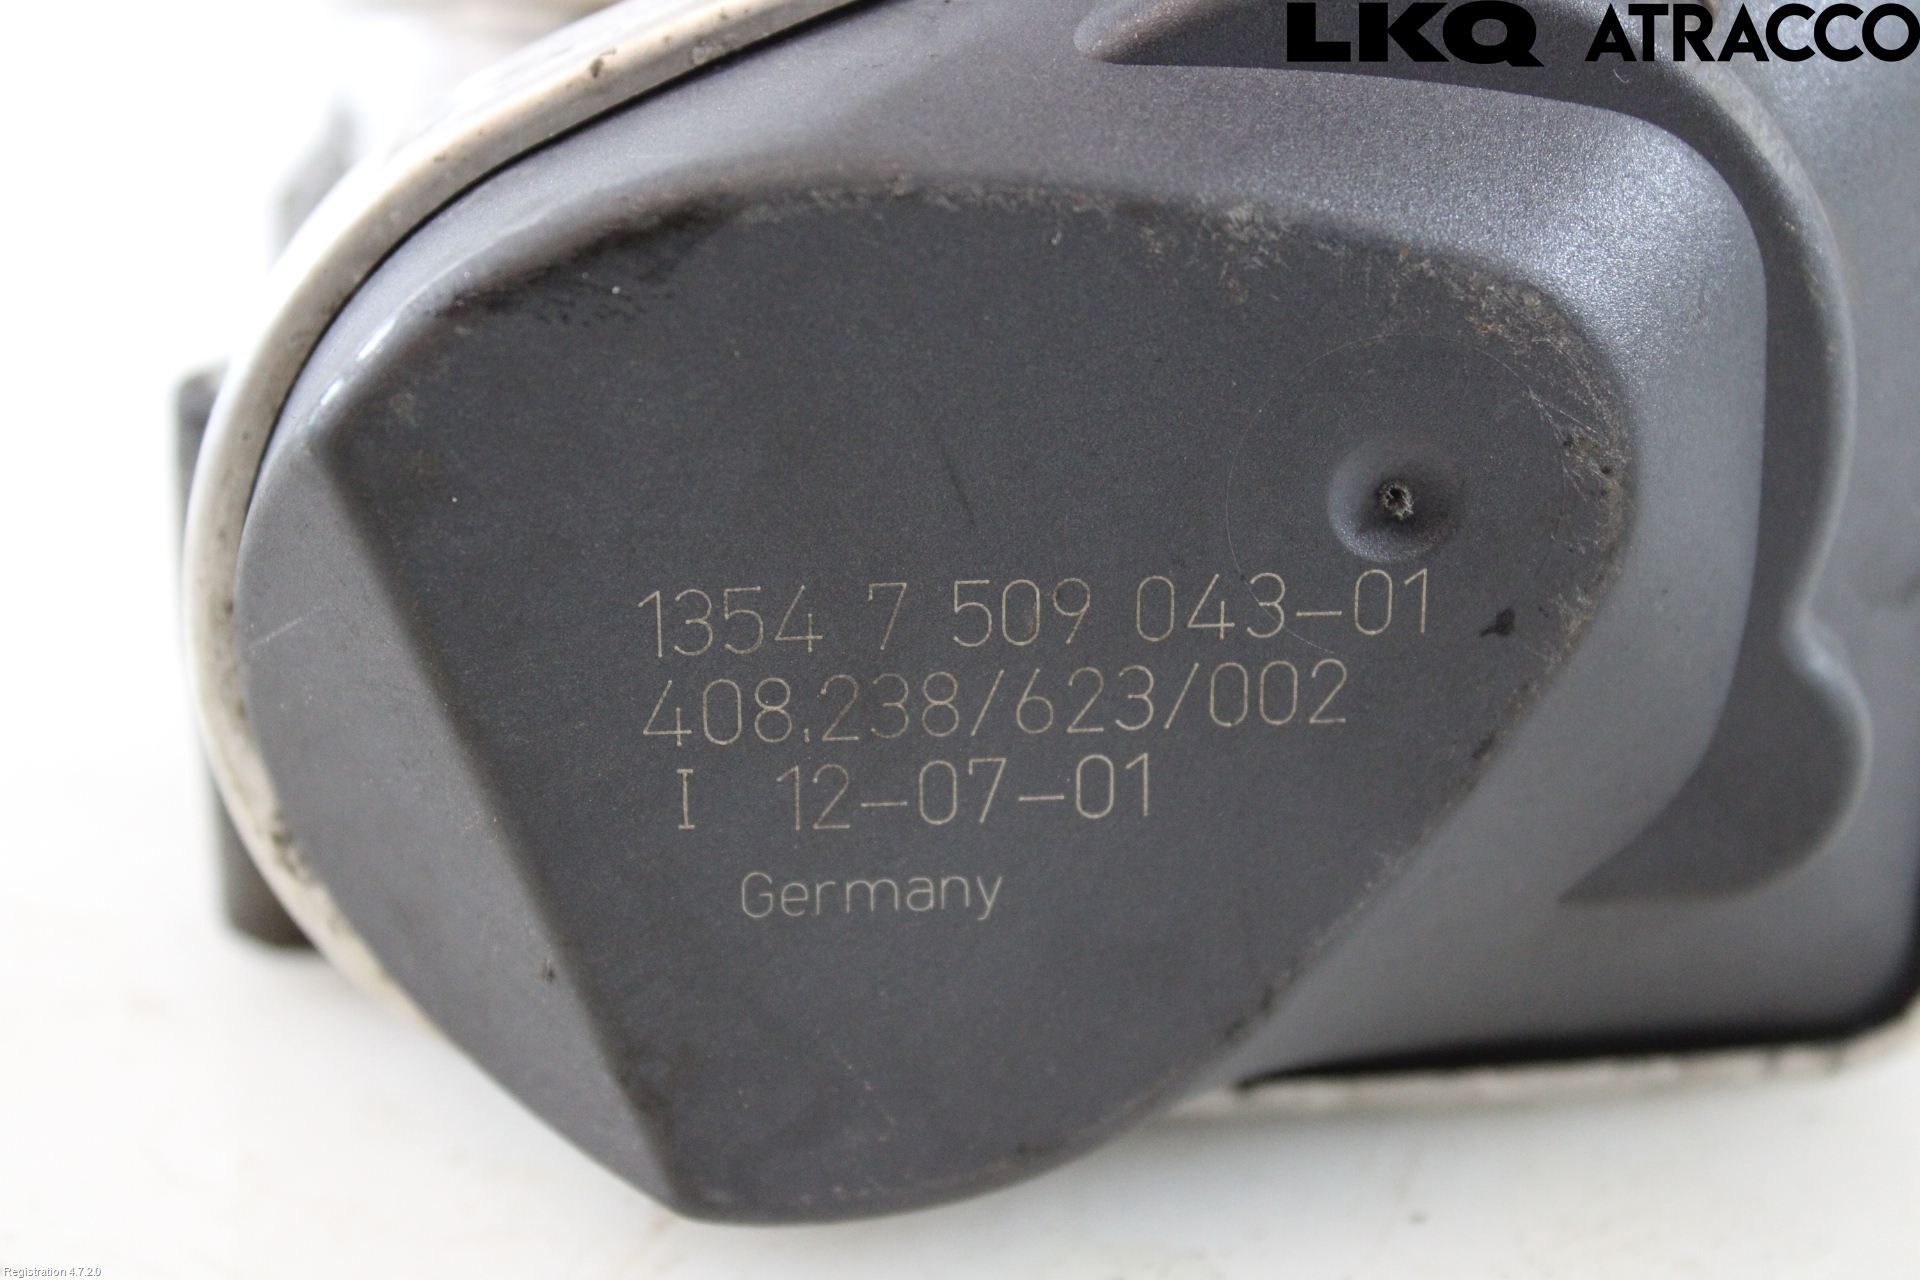 LKQ ATRACCO
1354 7 509 043-01
408.238/623/002
I 12-07-01
Germany
Registration 4.7.2.0